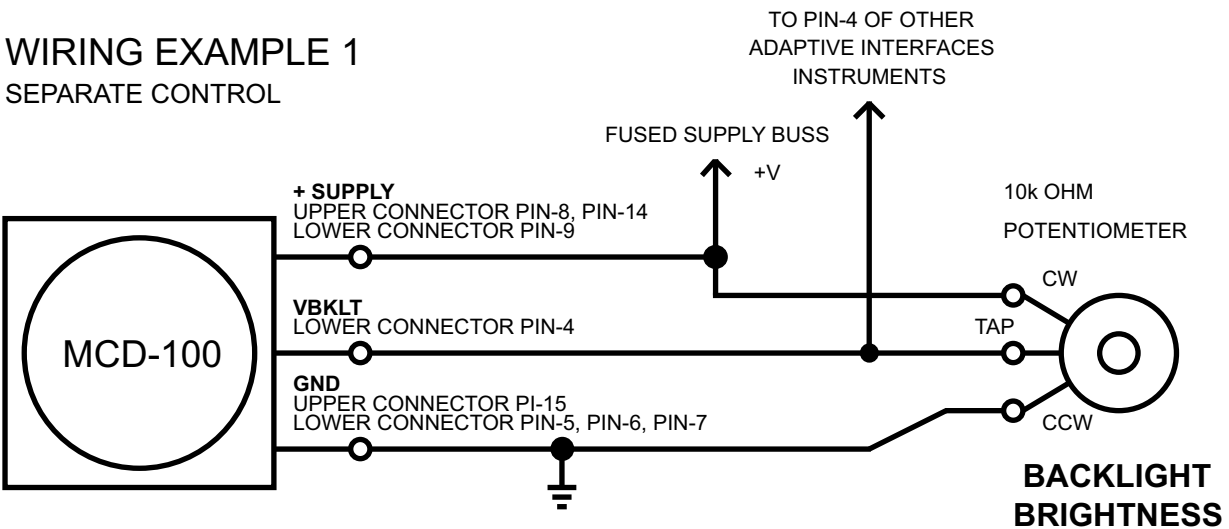 WIRING EXAMPLE 1
SEPARATE CONTROL
TO PIN-4 OF OTHER
ADAPTIVE INTERFACES
INSTRUMENTS
FUSED SUPPLY BUSS
+V
+ SUPPLY
UPPER CONNECTOR PIN-8, PIN-14
LOWER CONNECTOR PIN-9
10k OHM
POTENTIOMETER
CW
VBKLT
LOWER CONNECTOR PIN-4
TAP
MCD-100
GND
UPPER CONNECTOR PI-15
LOWER CONNECTOR PIN-5, PIN-6, PIN-7
CCW
BACKLIGHT
BRIGHTNESS